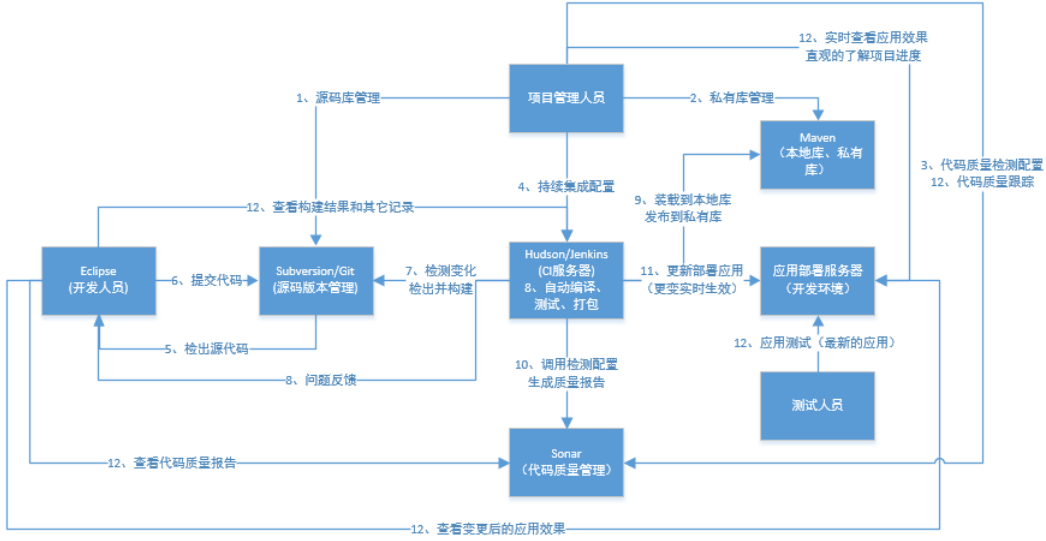 12、实时查看应用效果
直观的了解项目进度
1、源码库管理
项目管理人员
2、私有库管理
Maven
（本地库、私有
库）
3、代码质量检测配置
12、代码质量跟踪
4、持续集成配置
9、装载到本地库
发布到私有库
12、查看构建结果和其它记录
Eclipse
(开发人员)
6、提交代码
Subversion/Git
(源码版本管理)
7、检测变化
检出并构建
Hudson/Jenkins
(CI服务器)
8、自动编译、
测试、打包
11、更新部署应用
（更变实时生效）
应用部署服务器
（开发环境）
5、检出源代码
8、问题反馈
10、调用检测配置
生成质量报告
12、应用测试（最新的应用）
测试人员
12、查看代码质量报告
Sonar
（代码质量管理）
12、查看变更后的应用效果